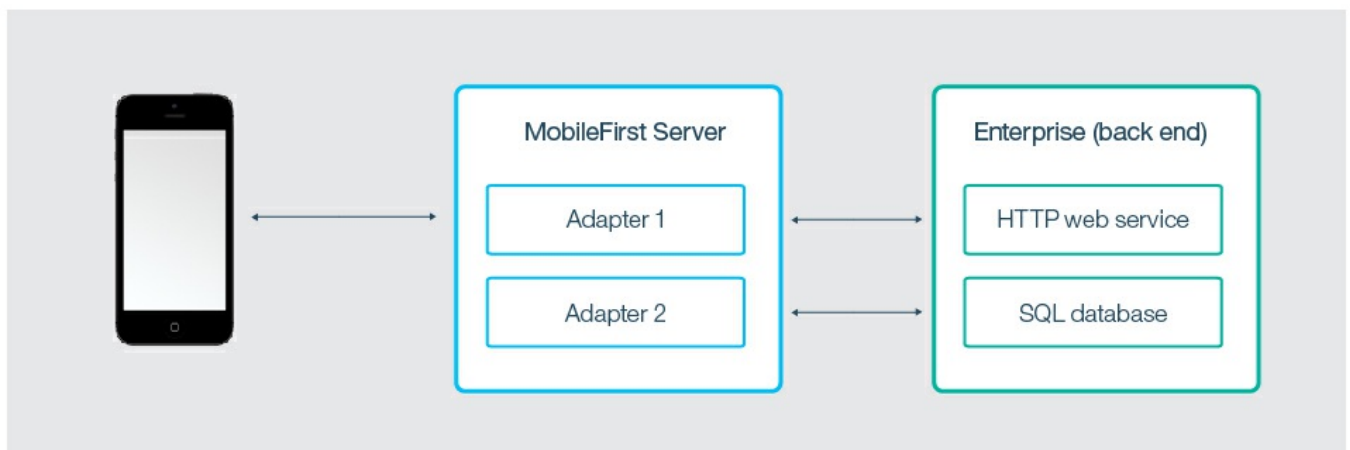 MobileFirst Server
Adapter 1
Adapter 2
Enterprise (back end)
HTTP web service
SQL database